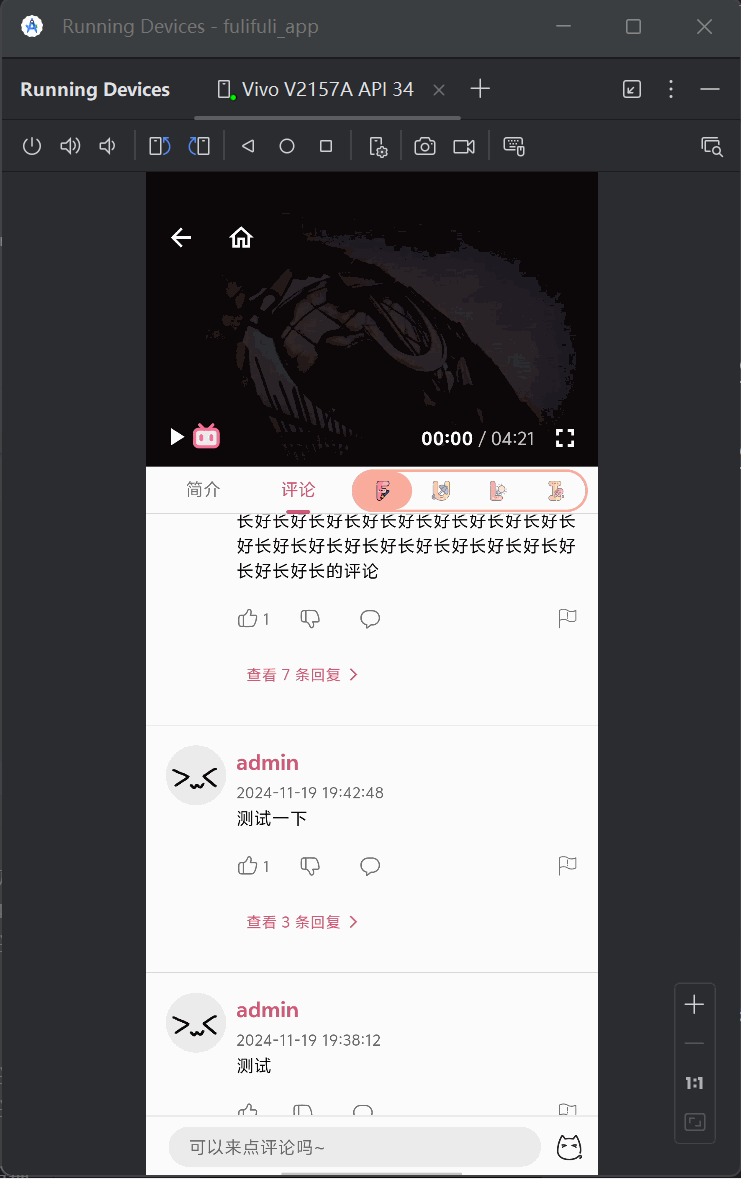 Running Devices - fulifuli_app
Running Devices
Vivo V2157A API 34
00:00 / 04:21
简介
评论
F U L I
长好长好长好长好长好长好长好长好长好长
好长好长好长好长好长好长好长好长好长好
长好长好长的评论
1
查看 7 条回复
admin
2024-11-19 19:42:48
测试一下
1
查看 3 条回复
admin
2024-11-19 19:38:12
测试
可以来点评论吗~
1:1